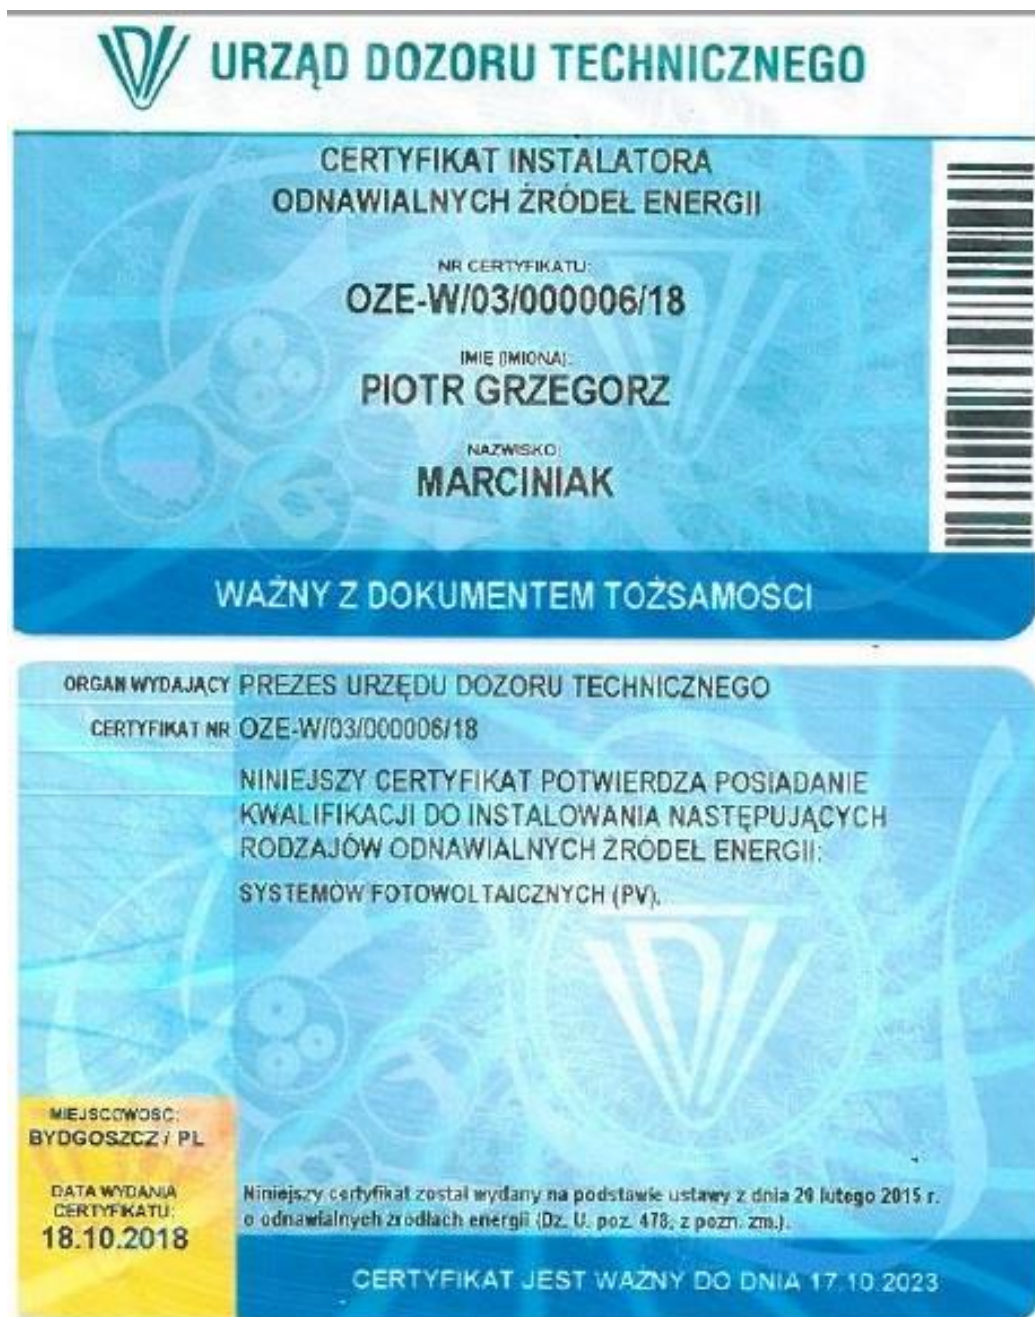 URZĄD DOZORU TECHNICZNEGO
CERTYFIKAT INSTALATORA
ODNAWIALNYCH ŹRÓDEŁ ENERGII
NR CERTYFIKATU:
OZE-W/03/000006/18
IMIĘ (IMIONA):
PIOTR GRZEGORZ
NAZWISKO:
MARCINIAK
WAŻNY Z DOKUMENTEM TOŻSAMOŚCI
ORGAN WYDAJĄCY PREZES URZĘDU DOZORU TECHNICZNEGO
CERTYFIKAT NR OZE-W/03/000006/18
NINIEJSZY CERTYFIKAT POTWIERDZA POSIADANIE
KWALIFIKACJI DO INSTALOWANIA NASTĘPUJĄCYCH
RODZAJÓW ODNAWIALNYCH ŹRÓDEŁ ENERGII:
SYSTEMÓW FOTOWOLTAICZNYCH (PV).
MIEJSCOWOŚĆ:
BYDGOSZCZ / PL
DATA WYDANIA
CERTYFIKATU:
18.10.2018
Niniejszy certyfikat został wydany na podstawie ustawy z dnia 20 lutego 2015 r.
o odnawialnych źródłach energii (Dz. U. poz. 478, z późn. zm.).
CERTYFIKAT JEST WAŻNY DO DNIA 17.10.2023